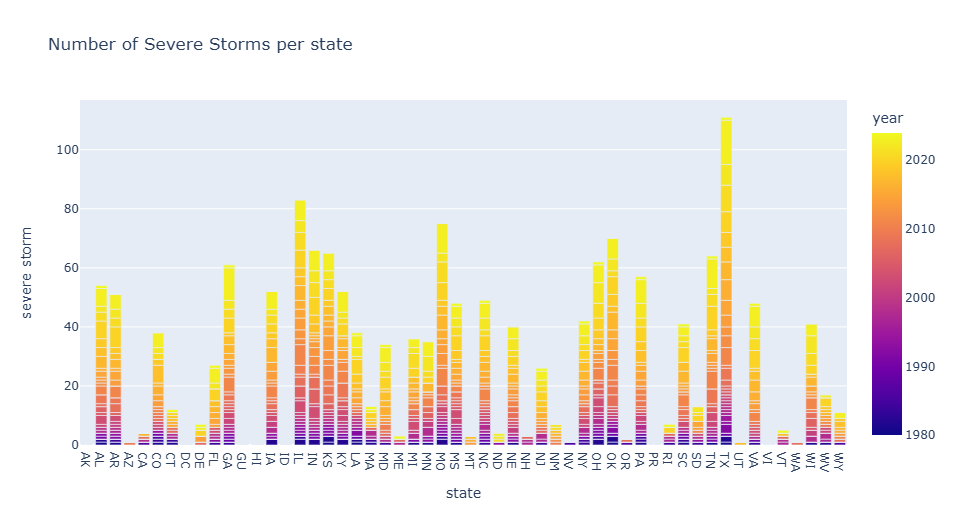 Number of Severe Storms per state
year
severe storm
100
80
60
40
20
0
2020
2010
2000
1990
1980
AK AL AR AZ CA CO CT DC DE FL GA GU HI IA ID IL IN KS KY LA MA MD ME MI MN MO MS MT NC ND NE NH NJ NM NV NY OH OK OR PA PR RI SC SD TN TX UT VA VI VT WA WI WV WY
state